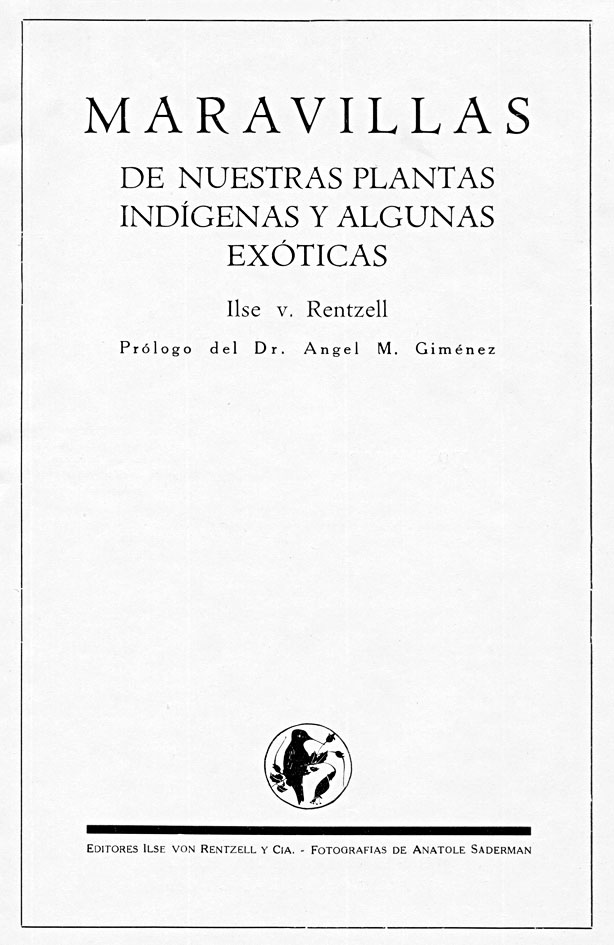 MARAVILLAS
DE NUESTRAS PLANTAS
INDÍGENAS Y ALGUNAS
EXÓTICAS
Ilse v. Rentzell
Prólogo del Dr. Angel M. Giménez
EDITORES ILSE VON RENTZELL Y CIA. - FOTOGRAFIAS DE ANATOLE SADERMAN